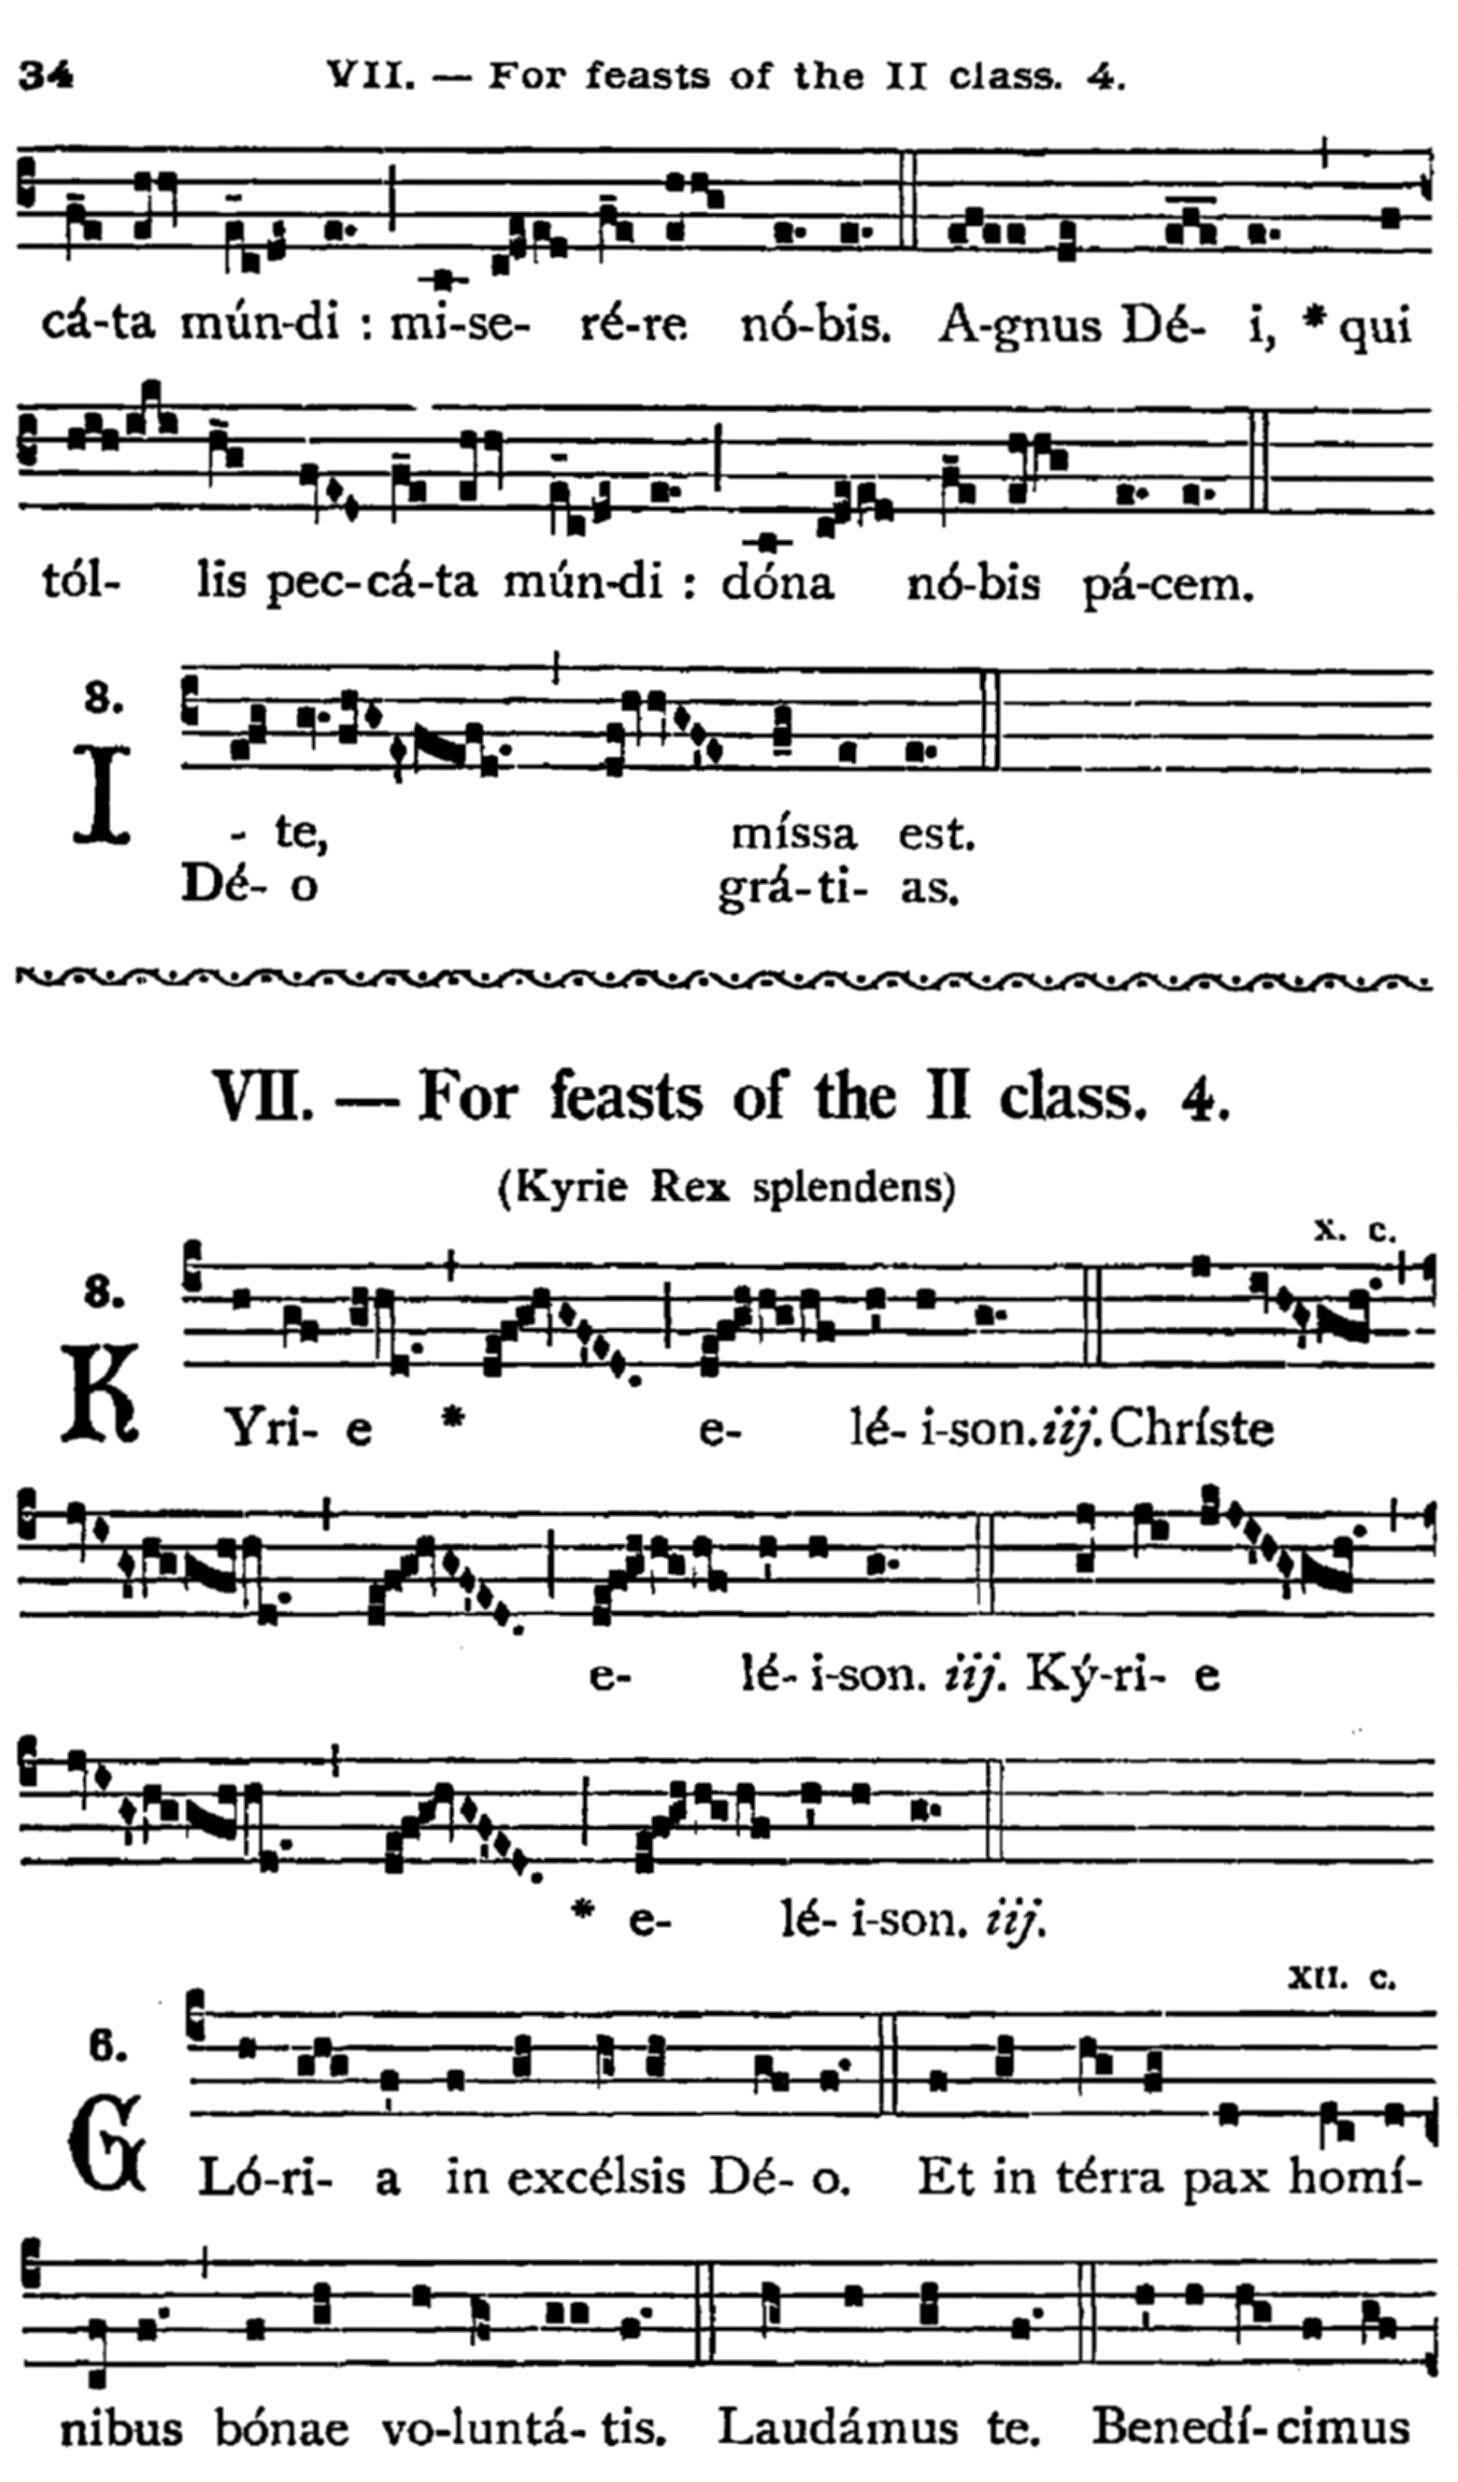 34 VII. — For feasts of the II class. 4.
cá-ta mún-di : mi-se- ré-re nó-bis. A-gnus Dé- i, * qui
tól- lis pec-cá-ta mún-di : dóna nó-bis pá-cem.
8.
I - te, míssa est.
Dé- o grá-ti- as.
VII. — For feasts of the II class. 4.
(Kyrie Rex splendens)
X. c.
8.
KYri- e * e- lé- i-son. iij. Chríste
e- lé- i-son. iij. Ký-ri- e
* e- lé- i-son. iij.
XII. c.
6.
GLó-ri- a in excélsis Dé- o. Et in térra pax homí-
nibus bónae vo-luntá- tis. Laudámus te. Benedí- cimus